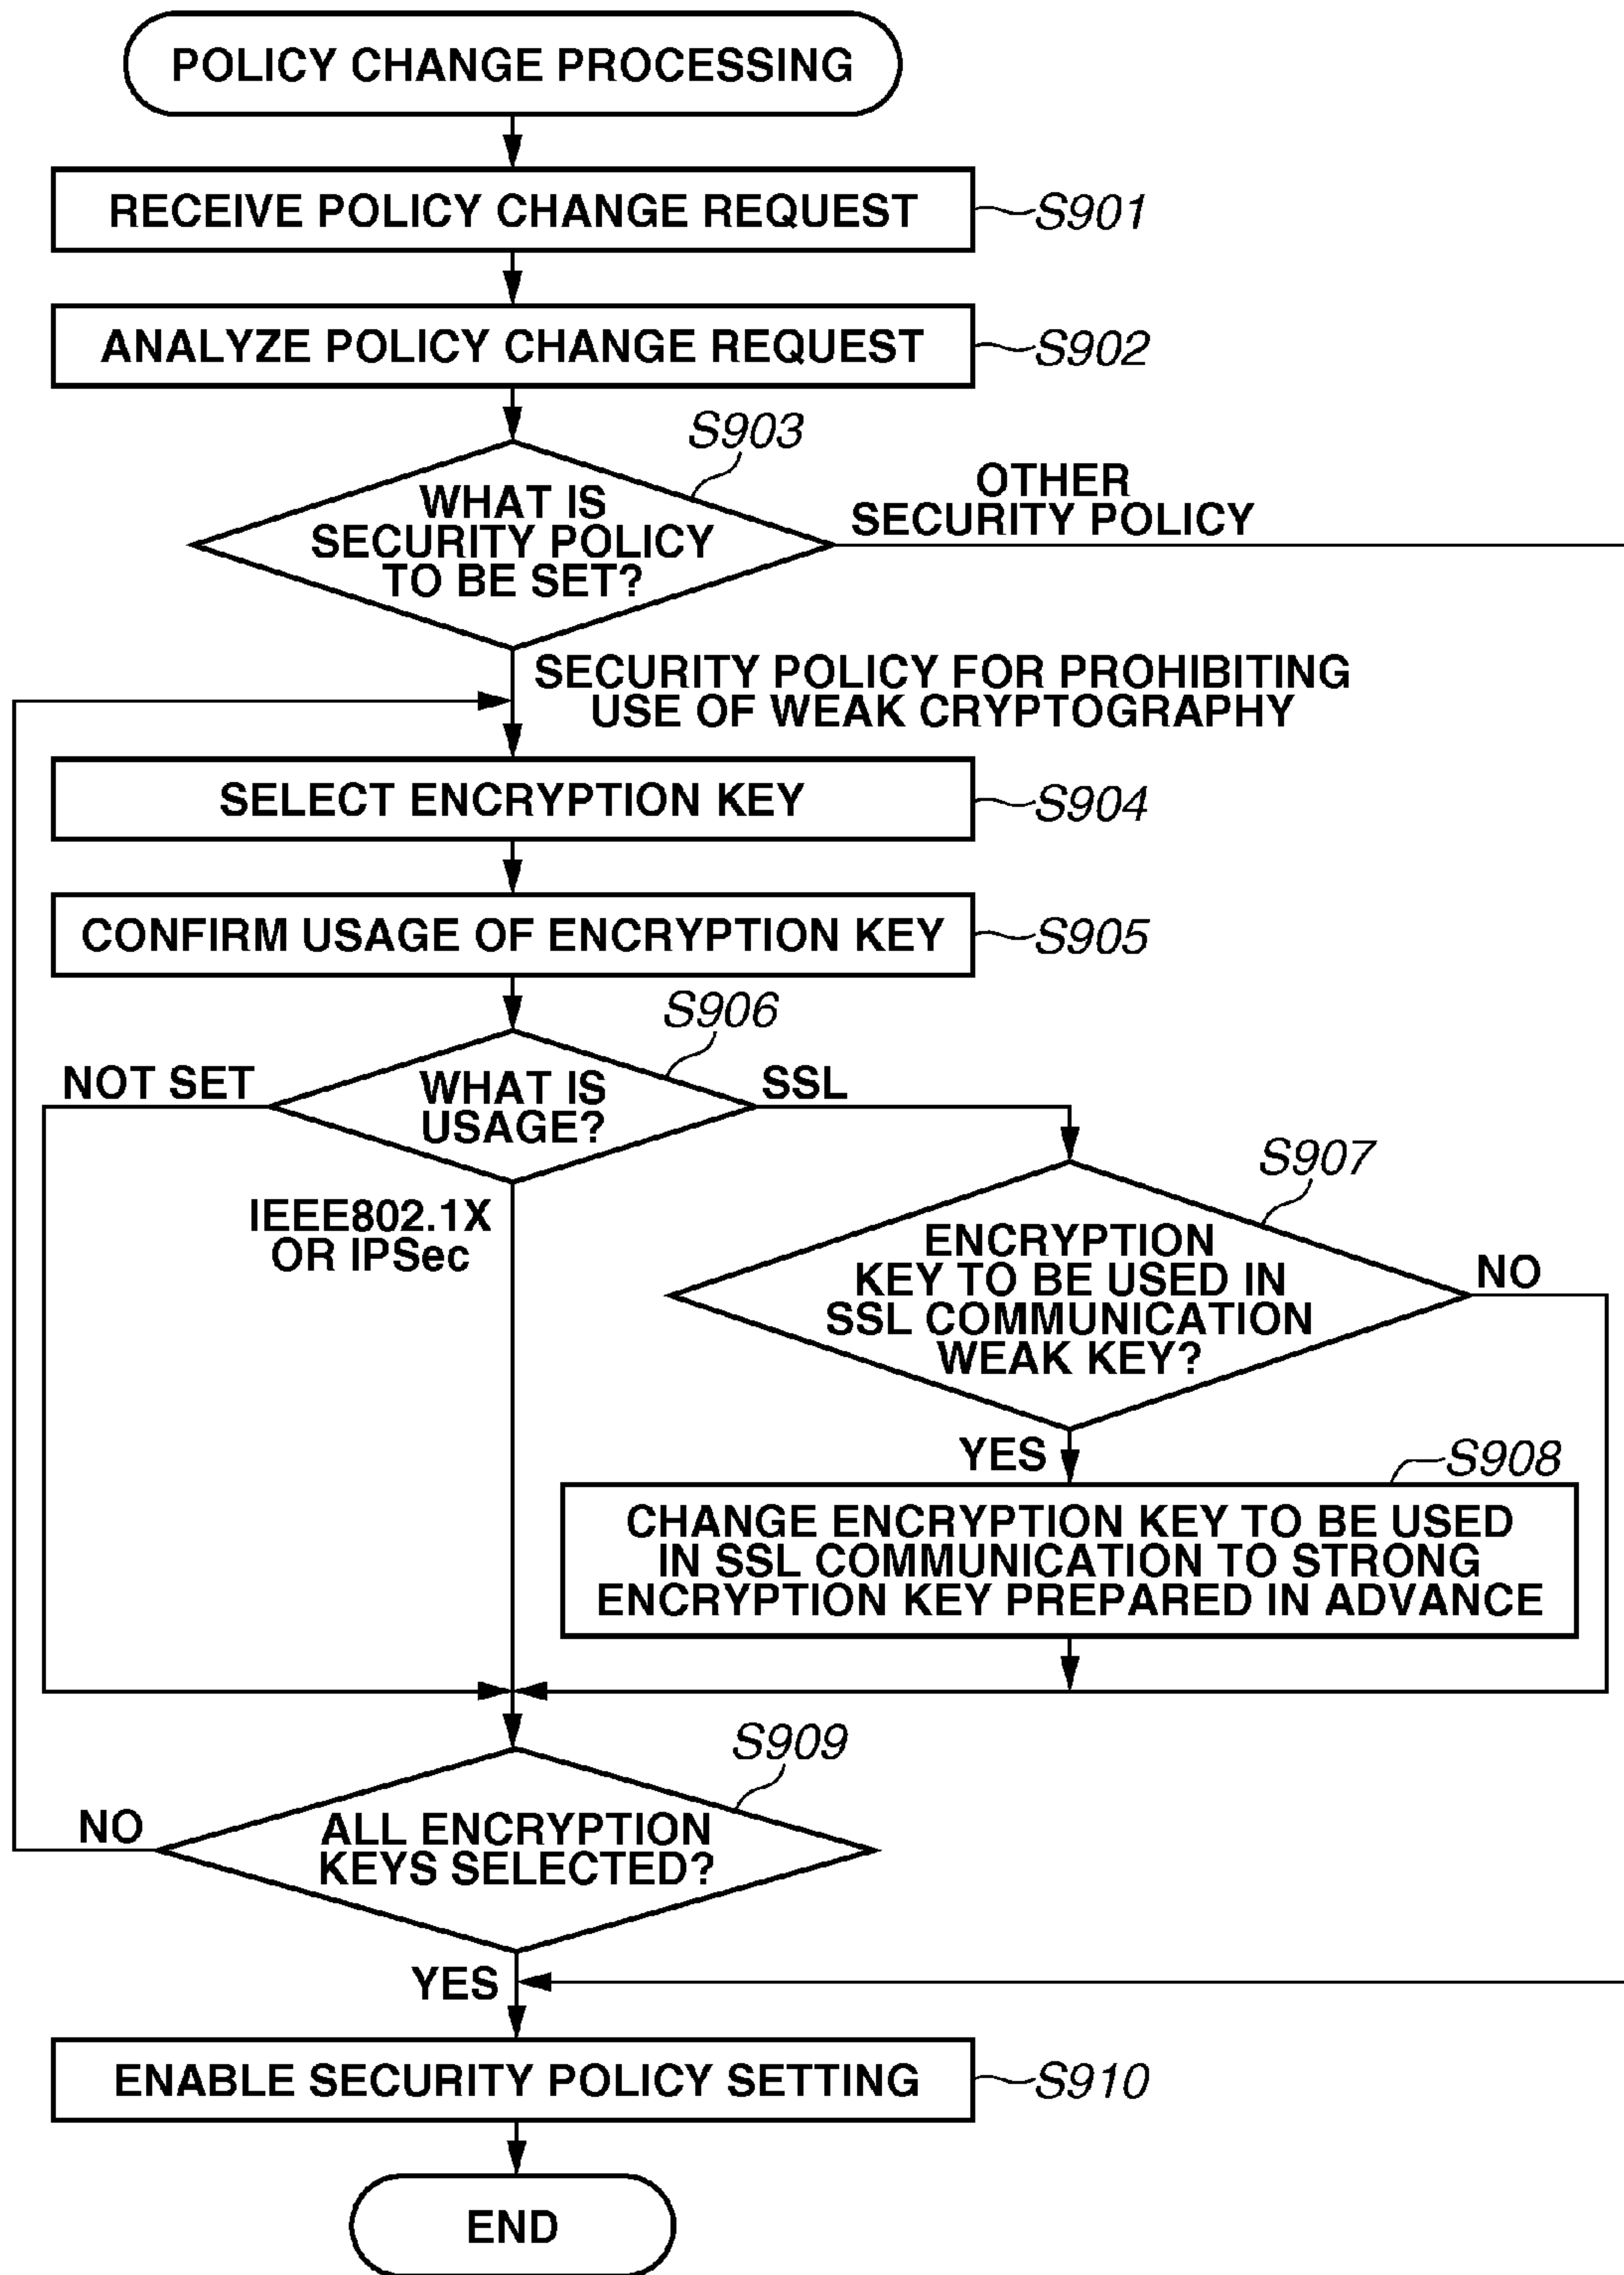 POLICY CHANGE PROCESSING
RECEIVE POLICY CHANGE REQUEST
S901
ANALYZE POLICY CHANGE REQUEST
S902
S903
WHAT IS
SECURITY POLICY
TO BE SET?
OTHER
SECURITY POLICY
SECURITY POLICY FOR PROHIBITING
USE OF WEAK CRYPTOGRAPHY
SELECT ENCRYPTION KEY
S904
CONFIRM USAGE OF ENCRYPTION KEY
S905
S906
NOT SET
WHAT IS
USAGE?
SSL
IEEE802.1X
OR IPSec
S907
ENCRYPTION
KEY TO BE USED IN
SSL COMMUNICATION
WEAK KEY?
NO
YES
S908
CHANGE ENCRYPTION KEY TO BE USED
IN SSL COMMUNICATION TO STRONG
ENCRYPTION KEY PREPARED IN ADVANCE
S909
NO
ALL ENCRYPTION
KEYS SELECTED?
YES
ENABLE SECURITY POLICY SETTING
S910
END